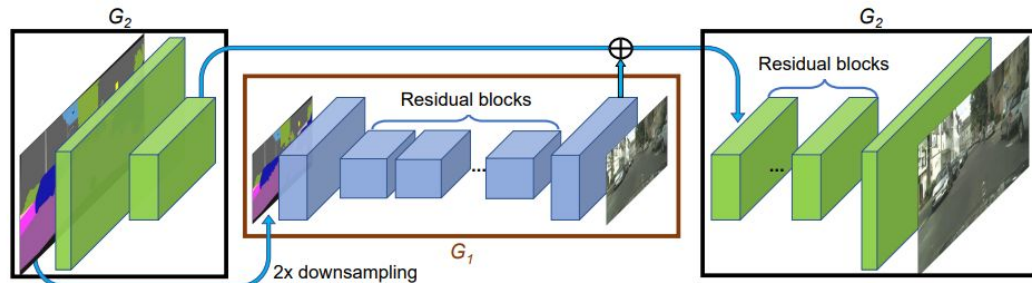 G2
G2
Residual blocks
Residual blocks
...
...
G1
2x downsampling